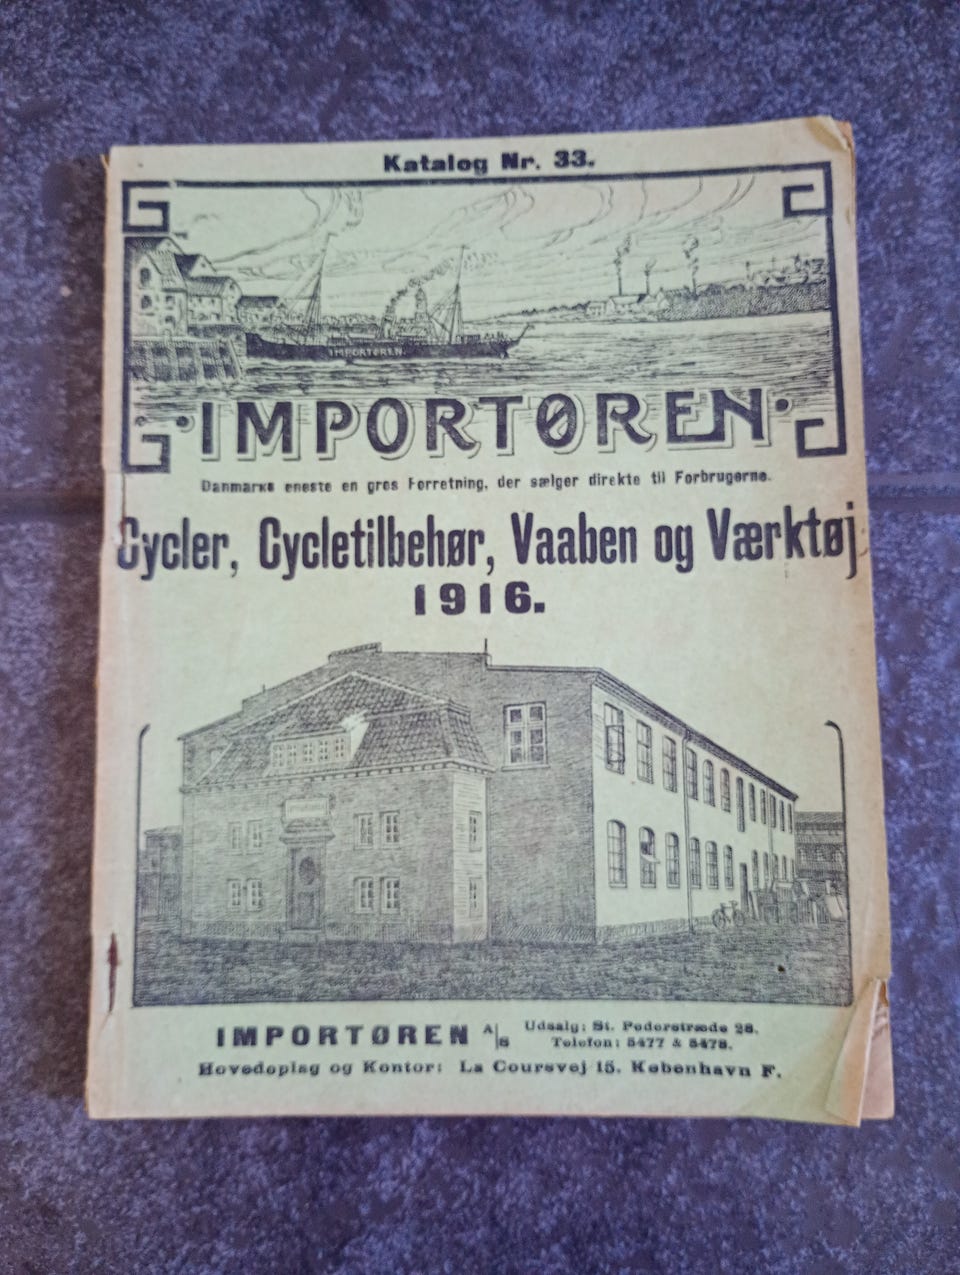 Katalog Nr. 33.
IMPORTØREN
·IMPORTØREN·
Danmarks eneste en gros Forretning, der sælger direkte til Forbrugerne.
Cycler, Cycletilbehør, Vaaben og Værktøj
1916.
IMPORTØREN A/S Udsalg: St. Pederstræde 28.
Telefon: 5477 & 5478.
Hovedoplag og Kontor: La Coursvej 15. København F.